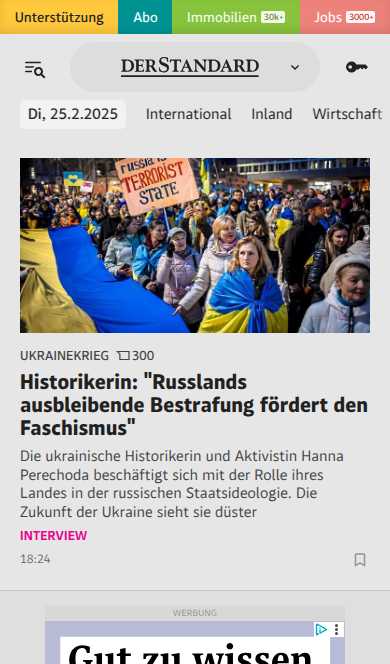 Unterstützung Abo Immobilien 30k+ Jobs 3000+
DERSTANDARD
Di, 25.2.2025 International Inland Wirtschaft
russia is
TERRORIST
STATE
UKRAINEKRIEG 300
Historikerin: "Russlands
ausbleibende Bestrafung fördert den
Faschismus"
Die ukrainische Historikerin und Aktivistin Hanna
Perechoda beschäftigt sich mit der Rolle ihres
Landes in der russischen Staatsideologie. Die
Zukunft der Ukraine sieht sie düster
INTERVIEW
18:24
WERBUNG
Gut zu wissen